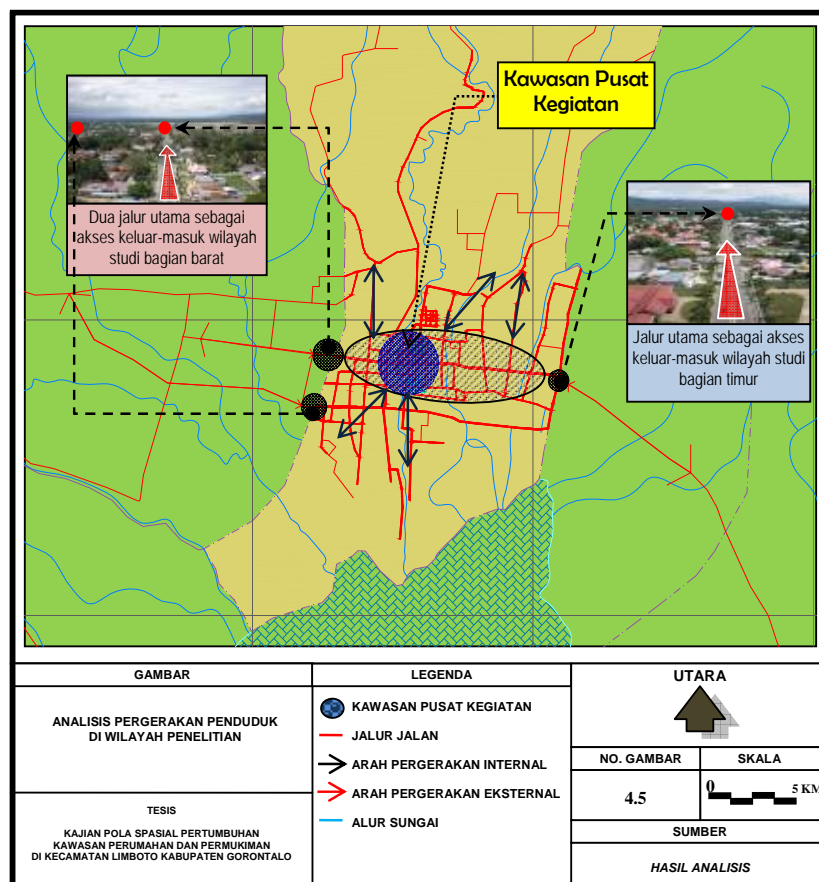 Kawasan Pusat
Kegiatan
Dua jalur utama sebagai
akses keluar-masuk wilayah
studi bagian barat
Jalur utama sebagai akses
keluar-masuk wilayah studi
bagian timur
GAMBAR
ANALISIS PERGERAKAN PENDUDUK
DI WILAYAH PENELITIAN
TESIS
KAJIAN POLA SPASIAL PERTUMBUHAN
KAWASAN PERUMAHAN DAN PERMUKIMAN
DI KECAMATAN LIMBOTO KABUPATEN GORONTALO
LEGENDA
KAWASAN PUSAT KEGIATAN
JALUR JALAN
ARAH PERGERAKAN INTERNAL
ARAH PERGERAKAN EKSTERNAL
ALUR SUNGAI
UTARA
NO. GAMBAR
4.5
SKALA
0 5 KM
SUMBER
HASIL ANALISIS